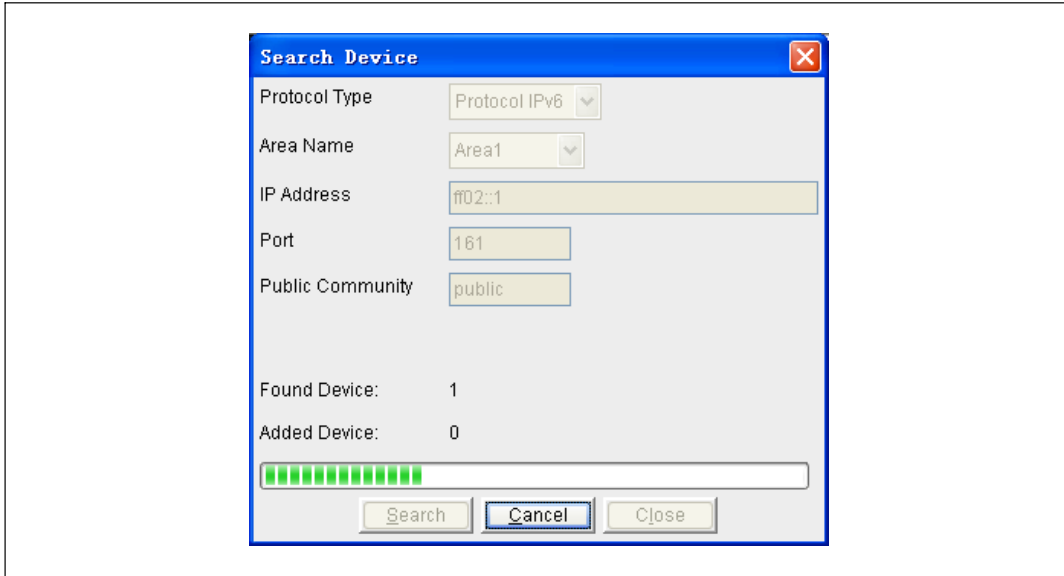 Search Device
Protocol Type Protocol IPv6
Area Name Area1
IP Address ff02::1
Port 161
Public Community public
Found Device: 1
Added Device: 0
Search Cancel Close